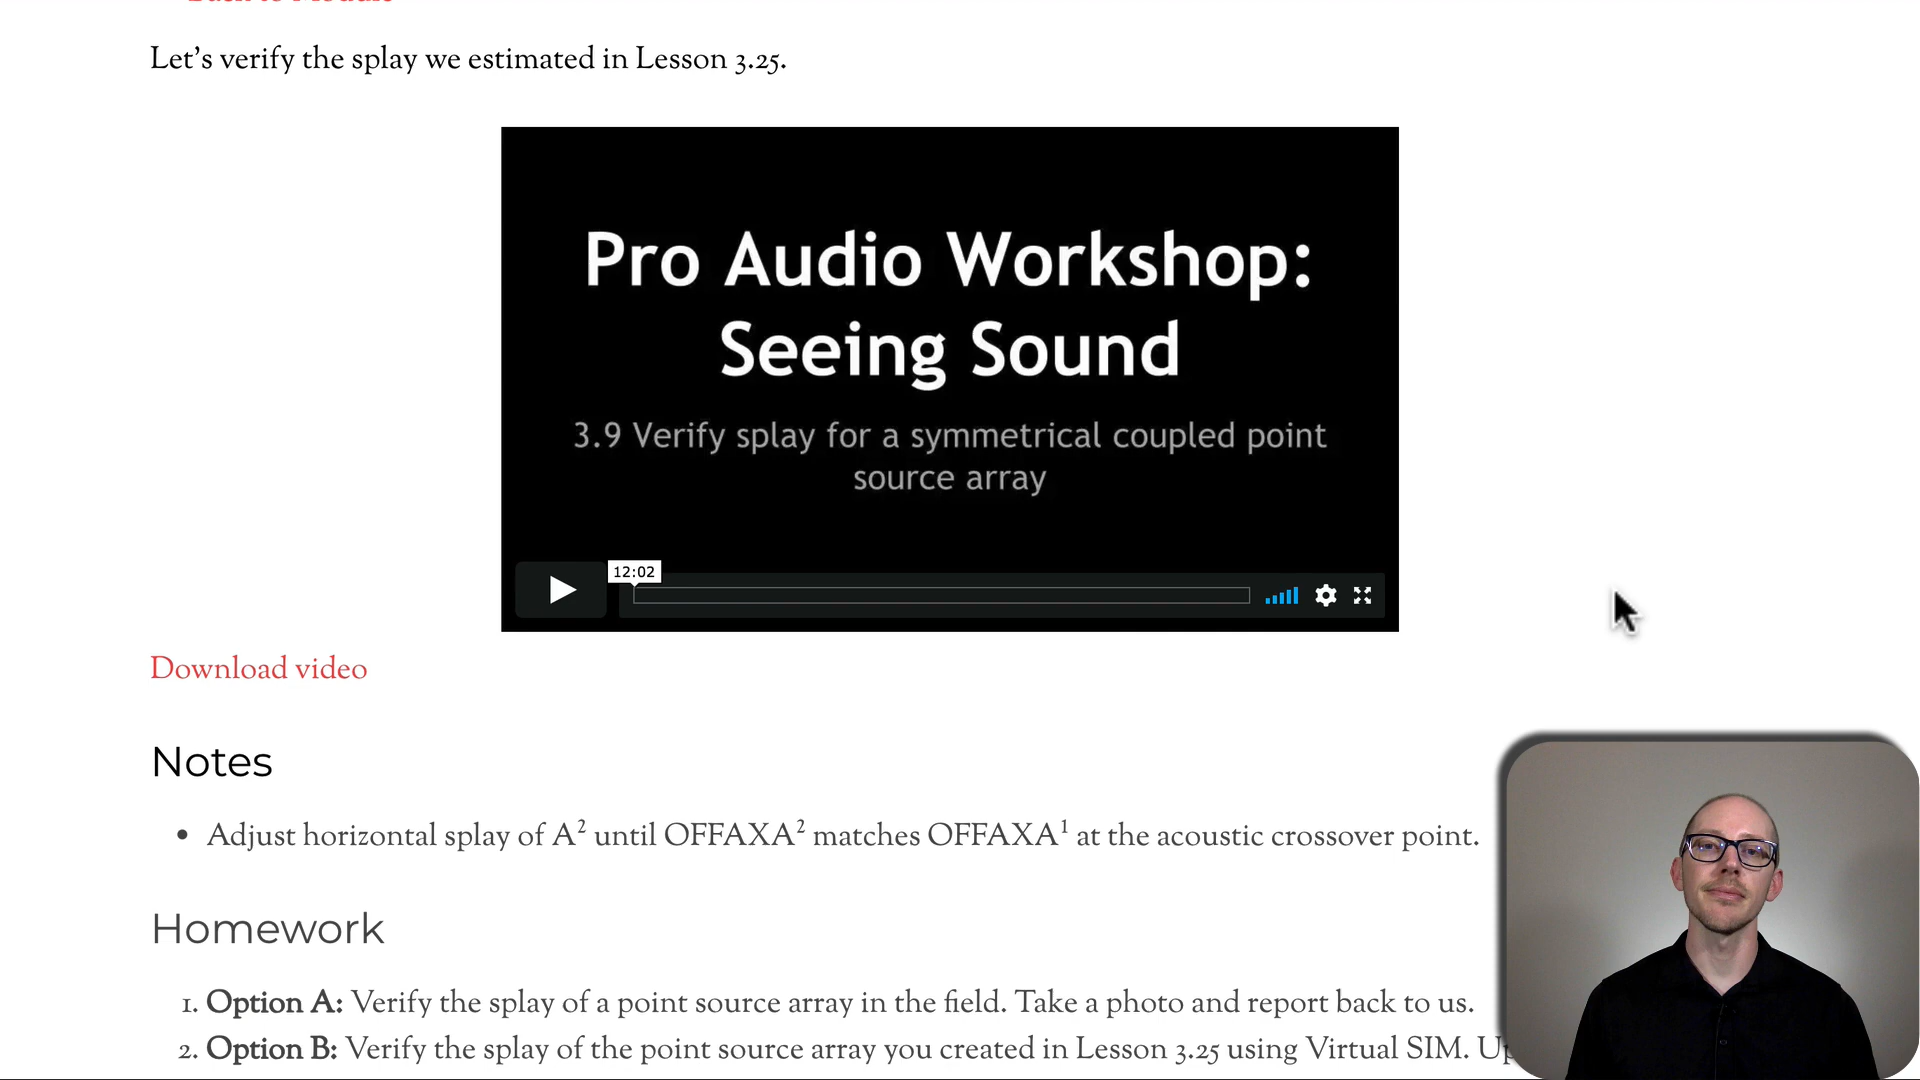 Back to Module
Let's verify the splay we estimated in Lesson 3.25.
Pro Audio Workshop:
Seeing Sound
3.9 Verify splay for a symmetrical coupled point
source array
12:02
Download video
Notes
• Adjust horizontal splay of A² until OFFAXA² matches OFFAXA¹ at the acoustic crossover point.
Homework
1. Option A: Verify the splay of a point source array in the field. Take a photo and report back to us.
2. Option B: Verify the splay of the point source array you created in Lesson 3.25 using Virtual SIM.